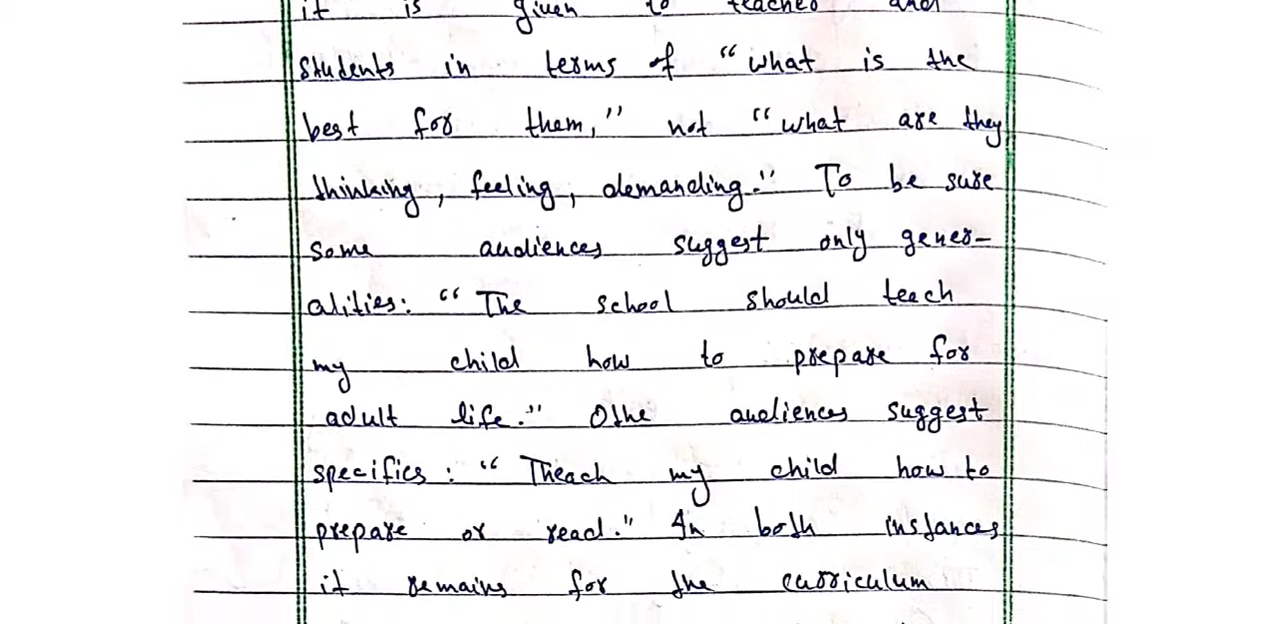 it is given to teached and
students in terms of "what is the
best for them," not "what are they
thinking, feeling, demanding." To be sure
some audiences suggest only gener-
alities: "The school should teach
my child how to prepare for
adult life." Othe audiences suggest
specifics: "Theach my child how to
prepare or read." In both instances
it remains for the curriculum